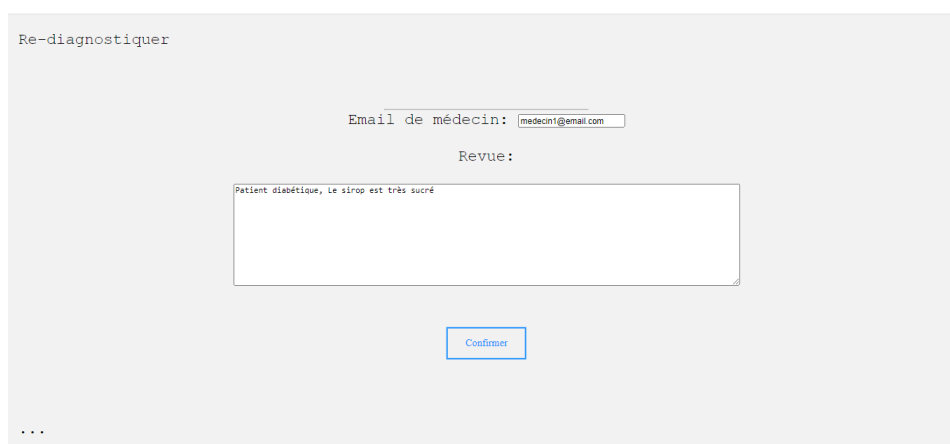 Re-diagnostiquer
Email de médecin: medecin1@email.com
Revue:
Patient diabétique, Le sirop est très sucré
Confirmer
...